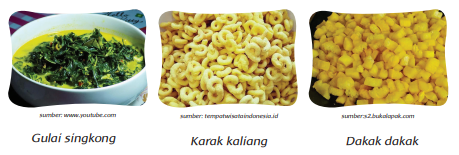 sumber: www.youtube.com
sumber: tempatwisataindonesia.id
sumber:s2.bukalapak.com
Gulai singkong
Karak kaliang
Dakak dakak